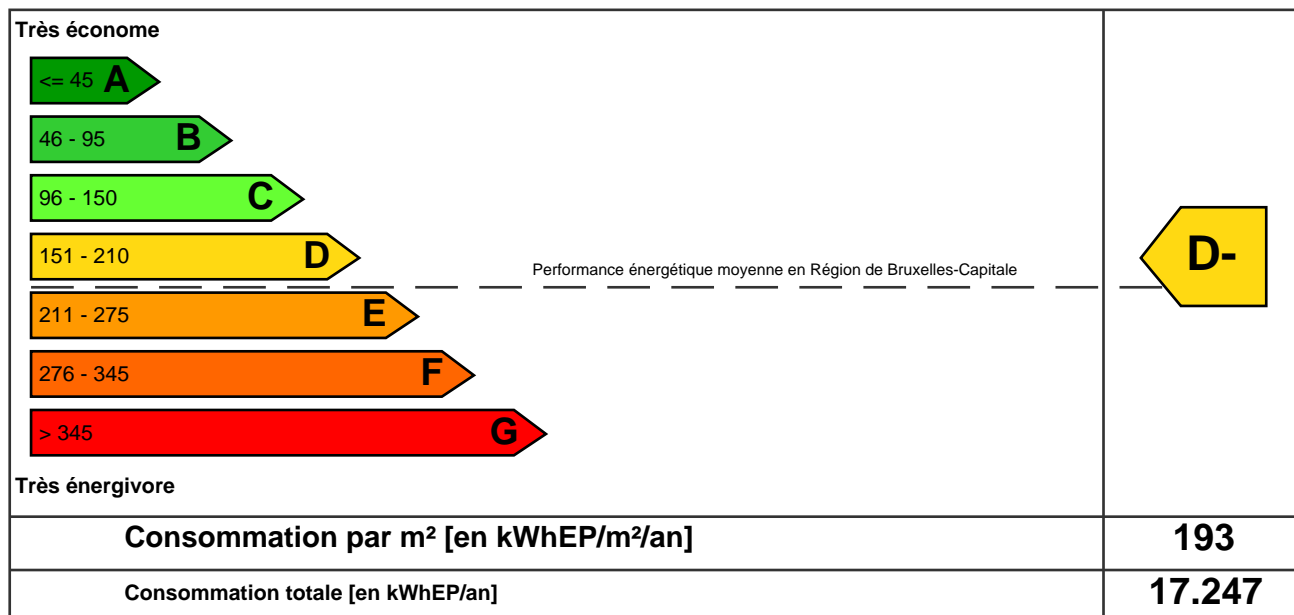 Très économe
<= 45 A
46 - 95 B
96 - 150 C
151 - 210 D
Performance énergétique moyenne en Région de Bruxelles-Capitale
D-
211 - 275 E
276 - 345 F
> 345 G
Très énergivore
Consommation par m² [en kWhEP/m²/an] 193
Consommation totale [en kWhEP/an] 17.247